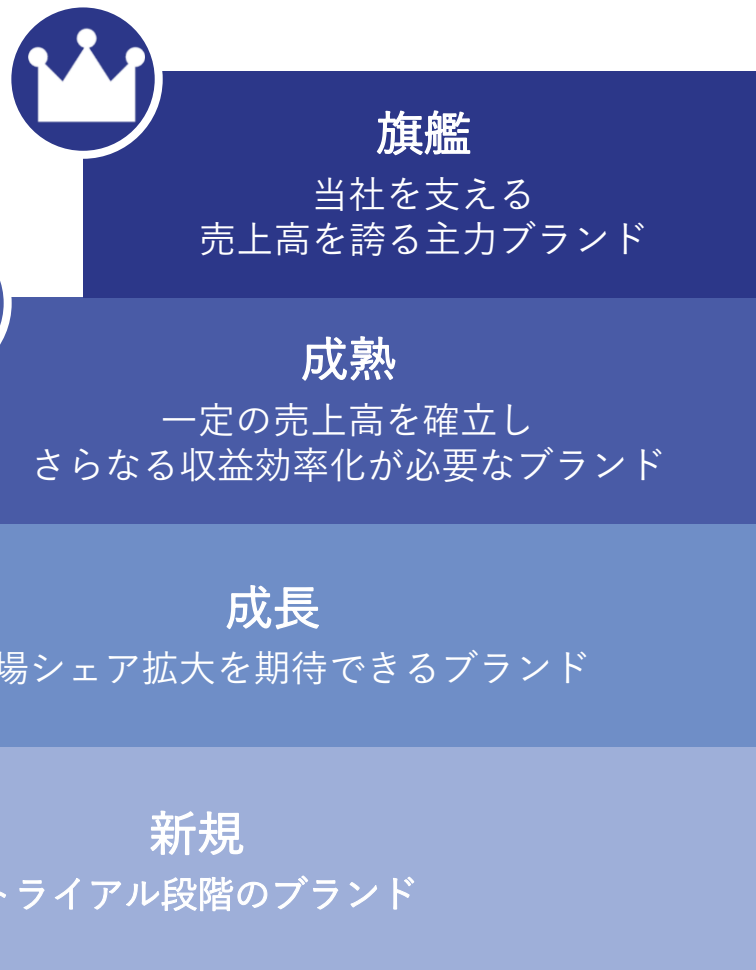 旗艦
当社を支える
売上高を誇る主力ブランド
成熟
一定の売上高を確立し
さらなる収益効率化が必要なブランド
成長
場シェア拡大を期待できるブランド
新規
トライアル段階のブランド